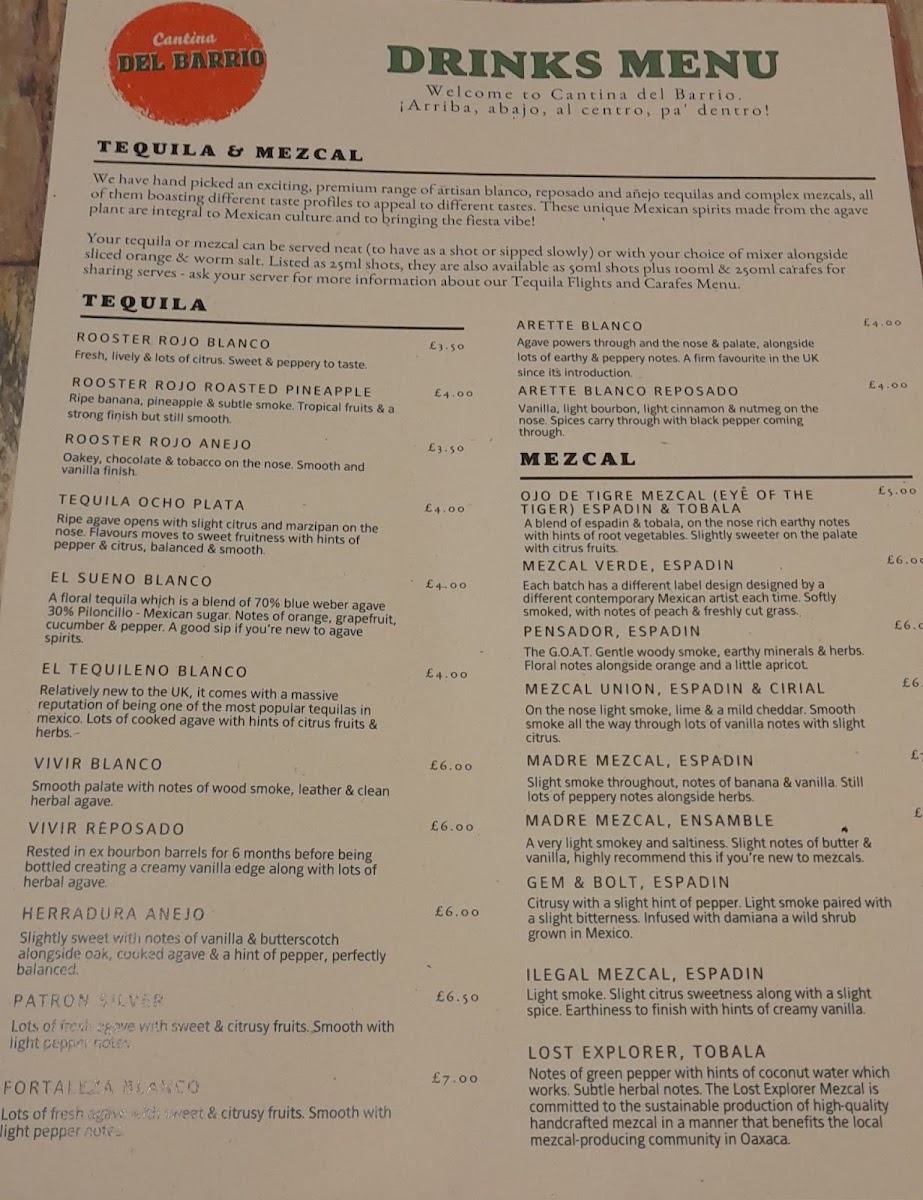 Cantina
DEL BARRIO
DRINKS MENU
Welcome to Cantina del Barrio.
¡Arriba, abajo, al centro, pa' dentro!
TEQUILA & MEZCAL
We have hand picked an exciting, premium range of artisan blanco, reposado and añejo tequilas and complex mezcals, all
of them boasting different taste profiles to appeal to different tastes. These unique Mexican spirits made from the agave
plant are integral to Mexican culture and to bringing the fiesta vibe!
Your tequila or mezcal can be served neat (to have as a shot or sipped slowly) or with your choice of mixer alongside
sliced orange & worm salt. Listed as 25ml shots, they are also available as 50ml shots plus 100ml & 250ml carafes for
sharing serves - ask your server for more information about our Tequila Flights and Carafes Menu.
TEQUILA
ROOSTER ROJO BLANCO £3.50
Fresh, lively & lots of citrus. Sweet & peppery to taste.
ROOSTER ROJO ROASTED PINEAPPLE £4.00
Ripe banana, pineapple & subtle smoke. Tropical fruits & a
strong finish but still smooth.
ROOSTER ROJO ANEJO £3.50
Oakey, chocolate & tobacco on the nose. Smooth and
vanilla finish.
TEQUILA OCHO PLATA £4.00
Ripe agave opens with slight citrus and marzipan on the
nose. Flavours moves to sweet fruitness with hints of
pepper & citrus, balanced & smooth.
EL SUENO BLANCO £4.00
A floral tequila which is a blend of 70% blue weber agave
30% Piloncillo - Mexican sugar. Notes of orange, grapefruit,
cucumber & pepper. A good sip if you're new to agave
spirits.
EL TEQUILENO BLANCO £4.00
Relatively new to the UK, it comes with a massive
reputation of being one of the most popular tequilas in
mexico. Lots of cooked agave with hints of citrus fruits &
herbs.
VIVIR BLANCO £6.00
Smooth palate with notes of wood smoke, leather & clean
herbal agave.
VIVIR REPOSADO £6.00
Rested in ex bourbon barrels for 6 months before being
bottled creating a creamy vanilla edge along with lots of
herbal agave.
HERRADURA ANEJO £6.00
Slightly sweet with notes of vanilla & butterscotch
alongside oak, cooked agave & a hint of pepper, perfectly
balanced.
PATRON SILVER £6.50
Lots of fresh agave with sweet & citrusy fruits. Smooth with
light pepper notes
FORTALEZA BLANCO £7.00
Lots of fresh agave with sweet & citrusy fruits. Smooth with
light pepper notes.
ARETTE BLANCO £4.00
Agave powers through and the nose & palate, alongside
lots of earthy & peppery notes. A firm favourite in the UK
since its introduction.
ARETTE BLANCO REPOSADO £4.00
Vanilla, light bourbon, light cinnamon & nutmeg on the
nose. Spices carry through with black pepper coming
through.
MEZCAL
OJO DE TIGRE MEZCAL (EYE OF THE £5.00
TIGER) ESPADIN & TOBALA
A blend of espadin & tobala, on the nose rich earthy notes
with hints of root vegetables. Slightly sweeter on the palate
with citrus fruits.
MEZCAL VERDE, ESPADIN £6.0
Each batch has a different label design designed by a
different contemporary Mexican artist each time. Softly
smoked, with notes of peach & freshly cut grass.
PENSADOR, ESPADIN £6.
The G.O.A.T. Gentle woody smoke, earthy minerals & herbs.
Floral notes alongside orange and a little apricot.
MEZCAL UNION, ESPADIN & CIRIAL £6.
On the nose light smoke, lime & a mild cheddar. Smooth
smoke all the way through lots of vanilla notes with slight
citrus.
MADRE MEZCAL, ESPADIN £
Slight smoke throughout, notes of banana & vanilla. Still
lots of peppery notes alongside herbs.
MADRE MEZCAL, ENSAMBLE £
A very light smokey and saltiness. Slight notes of butter &
vanilla, highly recommend this if you're new to mezcals.
GEM & BOLT, ESPADIN
Citrusy with a slight hint of pepper. Light smoke paired with
a slight bitterness. Infused with damiana a wild shrub
grown in Mexico.
ILEGAL MEZCAL, ESPADIN
Light smoke. Slight citrus sweetness along with a slight
spice. Earthiness to finish with hints of creamy vanilla.
LOST EXPLORER, TOBALA
Notes of green pepper with hints of coconut water which
works. Subtle herbal notes. The Lost Explorer Mezcal is
committed to the sustainable production of high-quality
handcrafted mezcal in a manner that benefits the local
mezcal-producing community in Oaxaca.